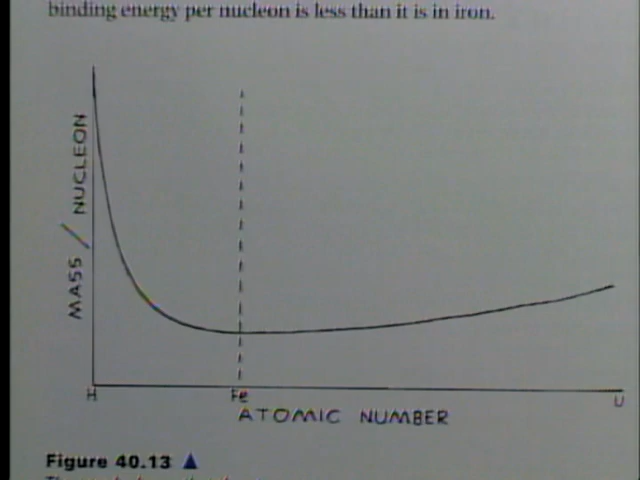 binding energy per nucleon is less than it is in iron.
MASS / NUCLEON
H
Fe
U
ATOMIC NUMBER
Figure 40.13 ▲